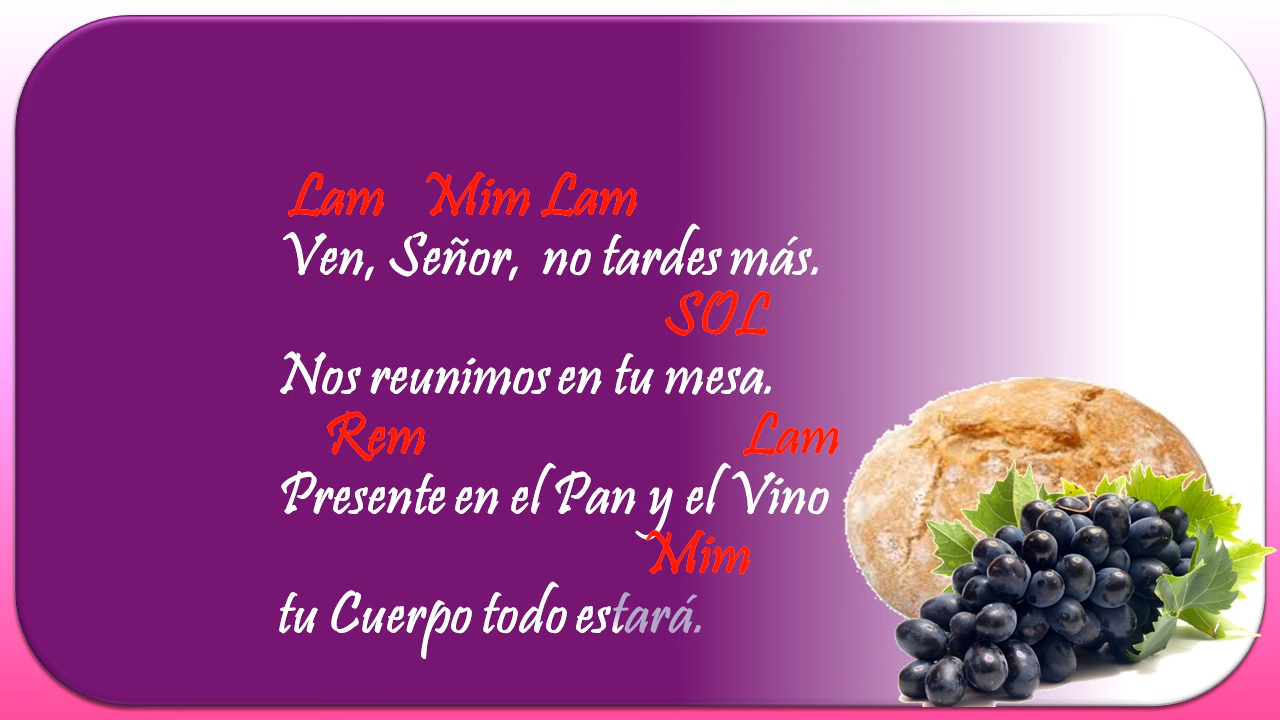 Lam Mim Lam
Ven, Señor, no tardes más.
SOL
Nos reunimos en tu mesa.
Rem Lam
Presente en el Pan y el Vino
Mim
tu Cuerpo todo estará.